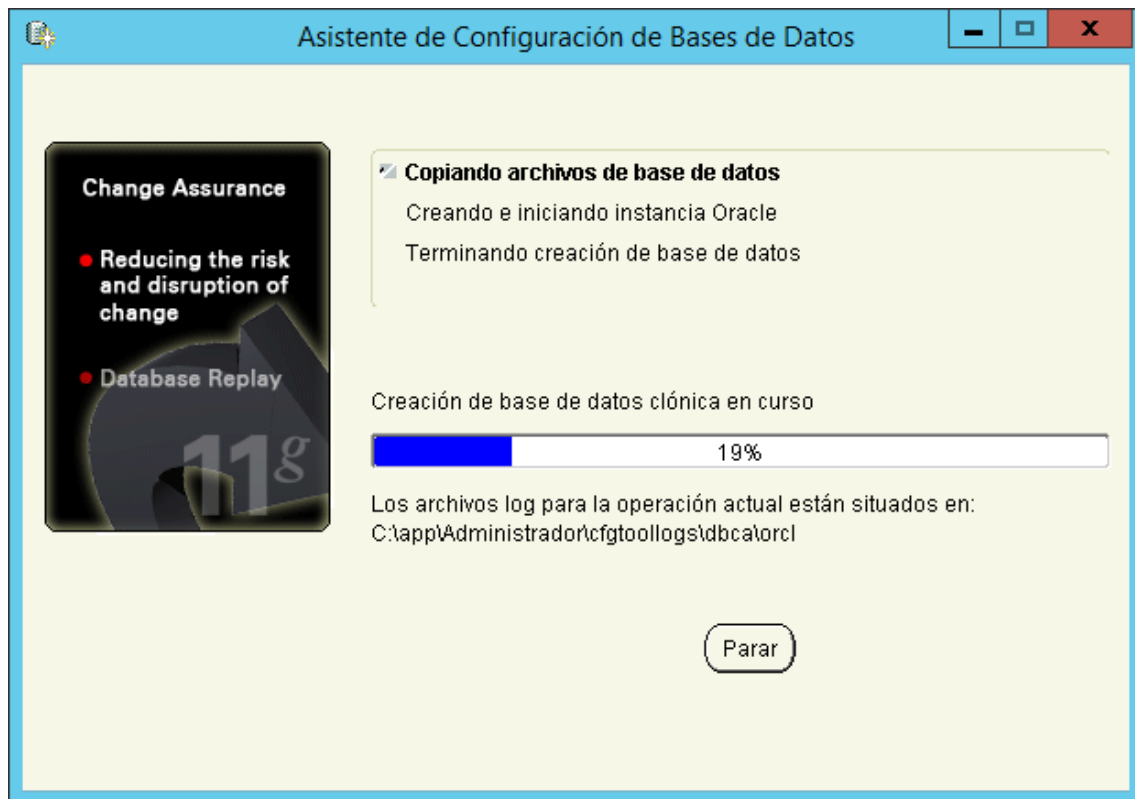 Asistente de Configuración de Bases de Datos
Change Assurance
Reducing the risk
and disruption of
change
Database Replay
11g
Copiando archivos de base de datos
Creando e iniciando instancia Oracle
Terminando creación de base de datos
Creación de base de datos clónica en curso
19%
Los archivos log para la operación actual están situados en:
C:\app\Administrador\cfgtoollogs\dbca\orcl
Parar